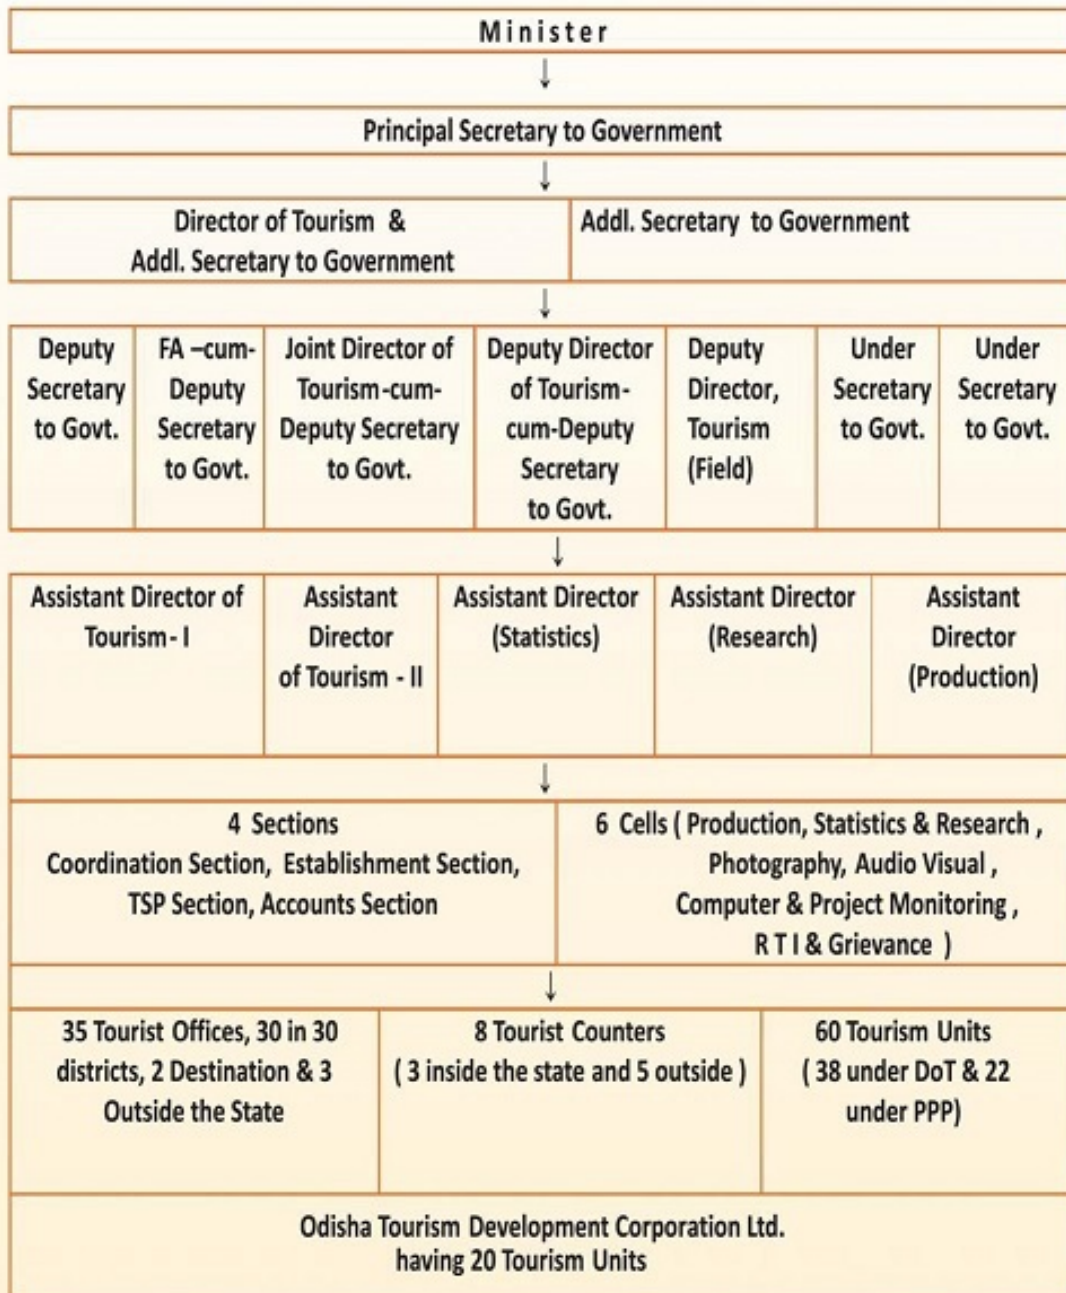 Minister
Principal Secretary to Government
Director of Tourism &
Addl. Secretary to Government
Addl. Secretary to Government
Deputy
Secretary
to Govt.
FA –cum-
Deputy
Secretary
to Govt.
Joint Director of
Tourism-cum-
Deputy Secretary
to Govt.
Deputy Director
of Tourism-
cum-Deputy
Secretary
to Govt.
Deputy
Director,
Tourism
(Field)
Under
Secretary
to Govt.
Under
Secretary
to Govt.
Assistant Director of
Tourism- I
Assistant
Director
of Tourism - II
Assistant Director
(Statistics)
Assistant Director
(Research)
Assistant
Director
(Production)
4 Sections
Coordination Section, Establishment Section,
TSP Section, Accounts Section
6 Cells ( Production, Statistics & Research ,
Photography, Audio Visual ,
Computer & Project Monitoring ,
R T I & Grievance )
35 Tourist Offices, 30 in 30
districts, 2 Destination & 3
Outside the State
8 Tourist Counters
( 3 inside the state and 5 outside )
60 Tourism Units
( 38 under DoT & 22
under PPP)
Odisha Tourism Development Corporation Ltd.
having 20 Tourism Units